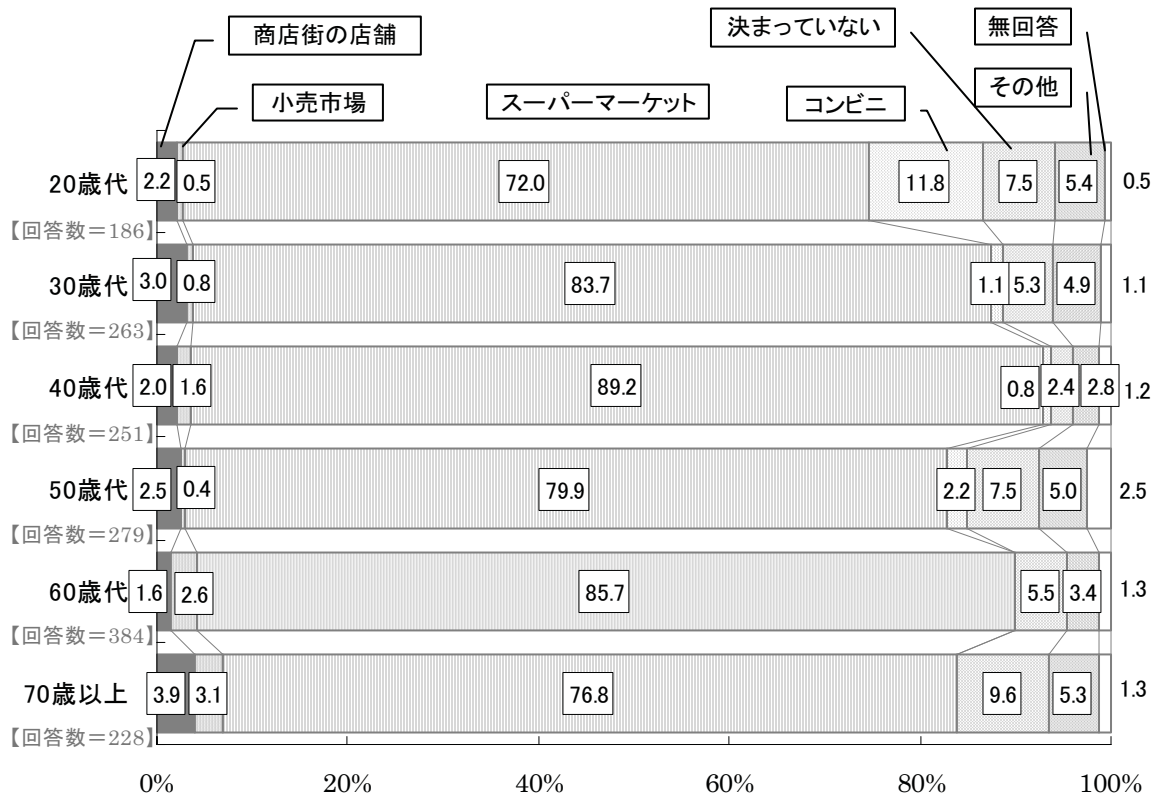 商店街の店舗
決まっていない
無回答
小売市場
スーパーマーケット
コンビニ
その他
20歳代 2.2 0.5 72.0 11.8 7.5 5.4 0.5
【回答数=186】
30歳代 3.0 0.8 83.7 1.1 5.3 4.9 1.1
【回答数=263】
40歳代 2.0 1.6 89.2 0.8 2.4 2.8 1.2
【回答数=251】
50歳代 2.5 0.4 79.9 2.2 7.5 5.0 2.5
【回答数=279】
60歳代 1.6 2.6 85.7 5.5 3.4 1.3
【回答数=384】
70歳以上 3.9 3.1 76.8 9.6 5.3 1.3
【回答数=228】
0% 20% 40% 60% 80% 100%